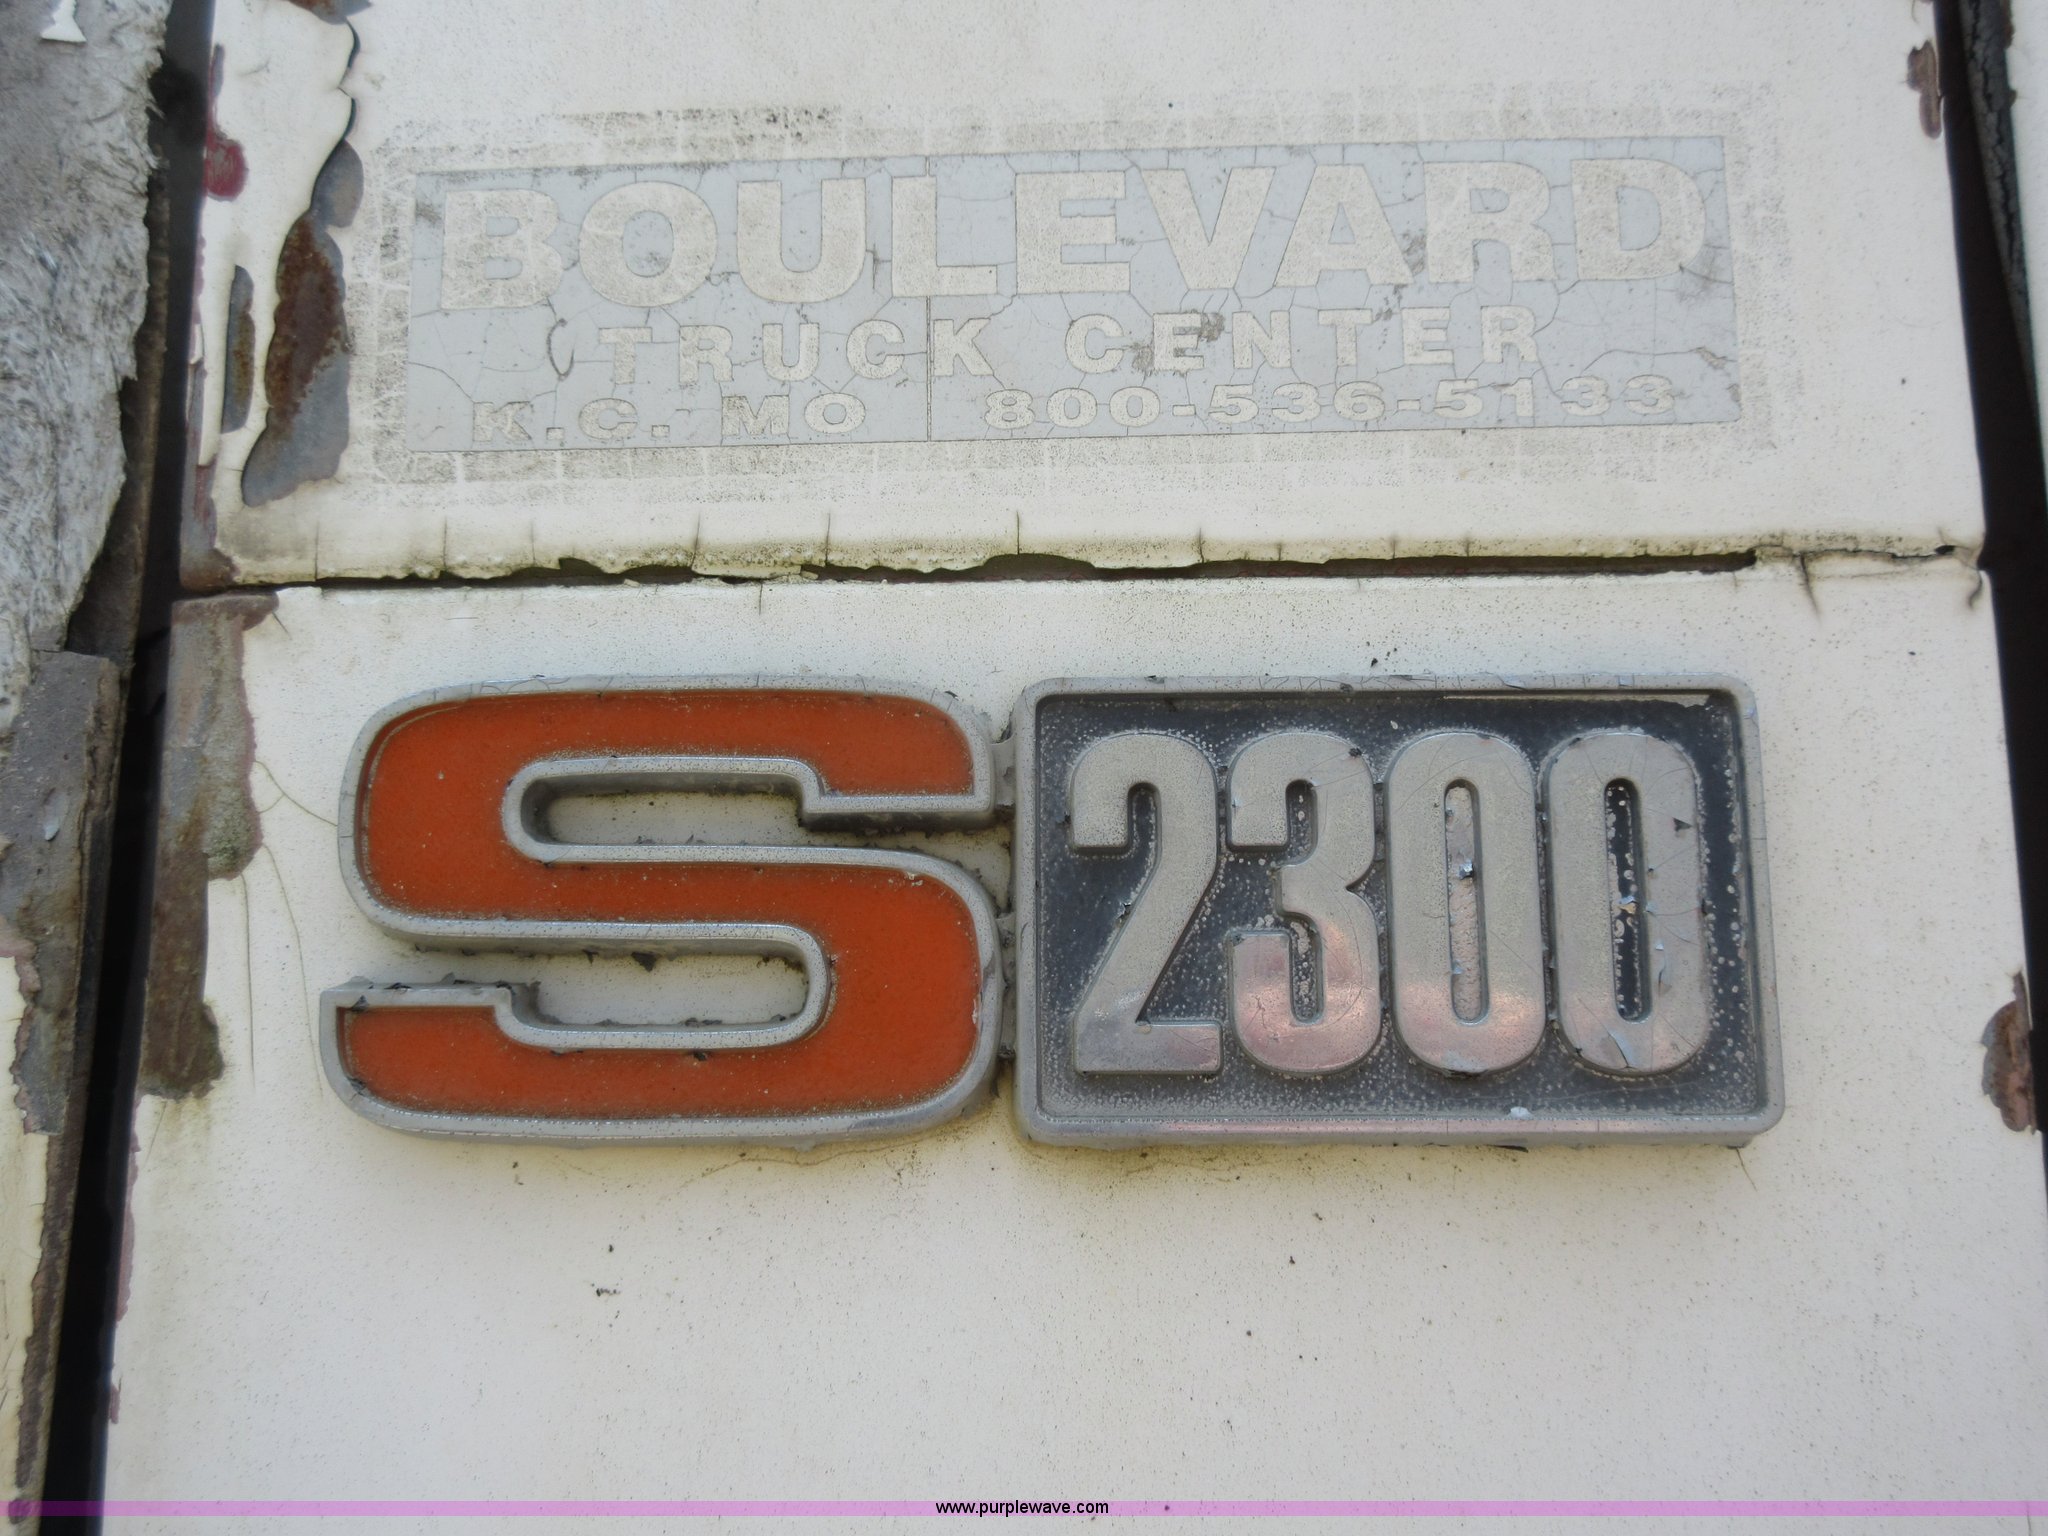 BOULEVARD
TRUCK CENTER
K.C. MO 800-536-5133
S 2300
www.purplewave.com